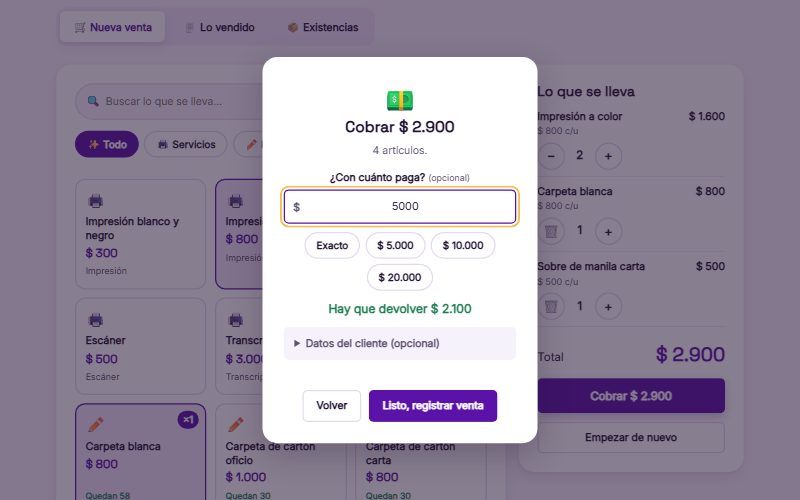 Nueva venta
Lo vendido
Existencias
Buscar lo que se lleva...
Todo
Servicios
Impresión blanco y
negro
$ 300
Impresión
$ 800
Escáner
$ 500
Escáner
$ 3.000
×1
Carpeta blanca
$ 800
Quedan 58
Carpeta de cartón
oficio
$ 1.000
Quedan 30
Carpeta de cartón
carta
$ 800
Quedan 30
Cobrar $ 2.900
4 artículos.
¿Con cuánto paga? (opcional)
$ 5000
Exacto
$ 5.000
$ 10.000
$ 20.000
Hay que devolver $ 2.100
Datos del cliente (opcional)
Volver
Listo, registrar venta
Lo que se lleva
Impresión a color
$ 1.600
$ 800 c/u
− 2 +
Carpeta blanca
$ 800
$ 800 c/u
1 +
Sobre de manila carta
$ 500
$ 500 c/u
1 +
Total
$ 2.900
Cobrar $ 2.900
Empezar de nuevo